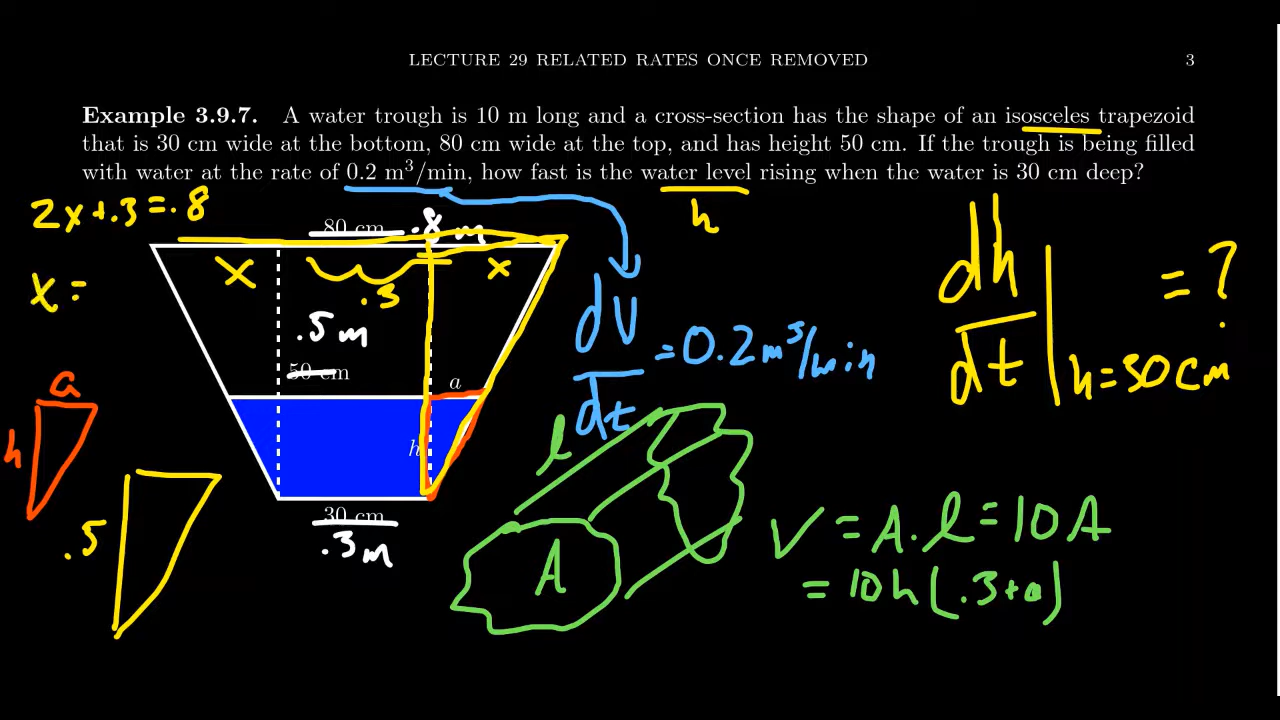 LECTURE 29 RELATED RATES ONCE REMOVED 3
Example 3.9.7. A water trough is 10 m long and a cross-section has the shape of an isosceles trapezoid
that is 30 cm wide at the bottom, 80 cm wide at the top, and has height 50 cm. If the trough is being filled
with water at the rate of 0.2 m³/min, how fast is the water level rising when the water is 30 cm deep?
2x+.3=.8
80 cm .8 m
h
x =
x
.3
x
.5 m
50 cm
dV/dt = 0.2 m³/min
dh/dt | h=30cm = ?
a
h
a
h
l
.5
30 cm
.3 m
A
V = A.l = 10A
= 10h(.3+a)